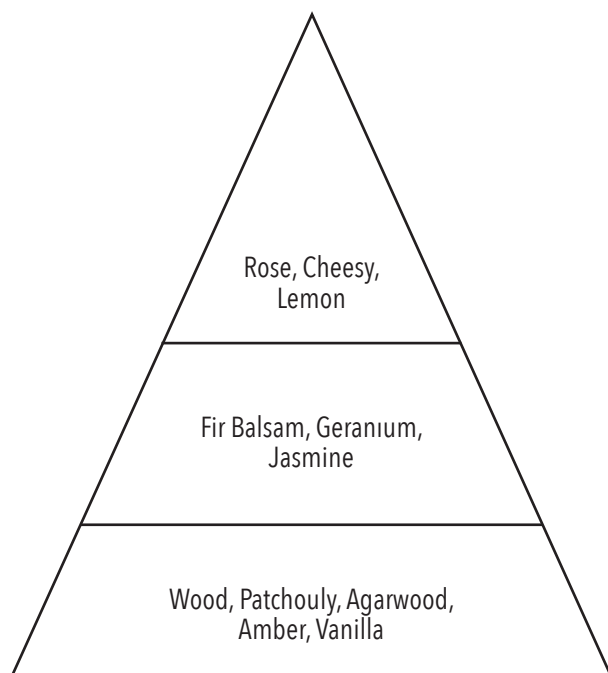 Rose, Cheesy,
Lemon
Fir Balsam, Geranıum,
Jasmine
Wood, Patchouly, Agarwood,
Amber, Vanilla